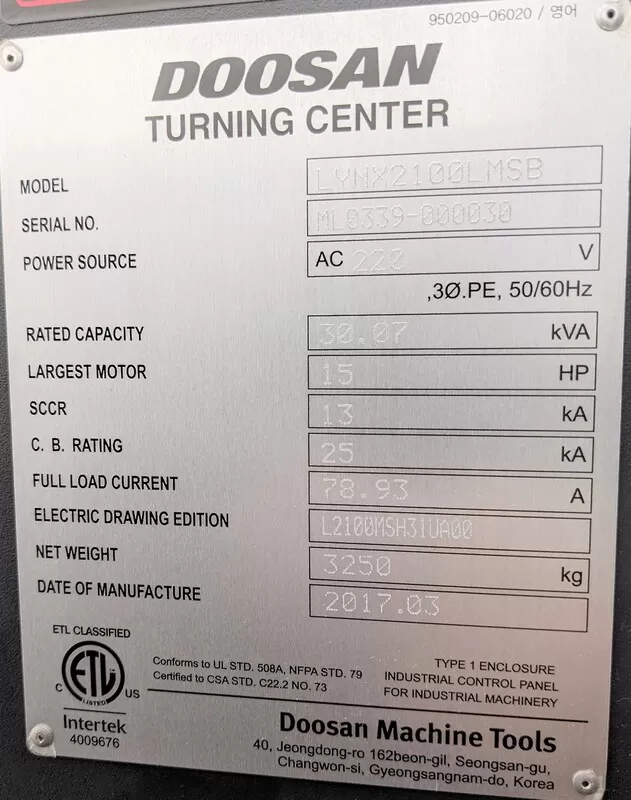 950209-06020 / 영어
DOOSAN
TURNING CENTER
MODEL LYNX2100LMSB
SERIAL NO. ML0339-000030
POWER SOURCE AC 220 V
,3Ø.PE, 50/60Hz
RATED CAPACITY 30.07 kVA
LARGEST MOTOR 15 HP
SCCR 13 kA
C. B. RATING 25 kA
FULL LOAD CURRENT 78.93 A
ELECTRIC DRAWING EDITION L2100MSH31UA00
NET WEIGHT 3250 kg
DATE OF MANUFACTURE 2017.03
ETL CLASSIFIED
C ETL LISTED US
Intertek
4009676
Conforms to UL STD. 508A, NFPA STD. 79
Certified to CSA STD. C22.2 NO. 73
TYPE 1 ENCLOSURE
INDUSTRIAL CONTROL PANEL
FOR INDUSTRIAL MACHINERY
Doosan Machine Tools
40, Jeongdong-ro 162beon-gil, Seongsan-gu,
Changwon-si, Gyeongsangnam-do, Korea